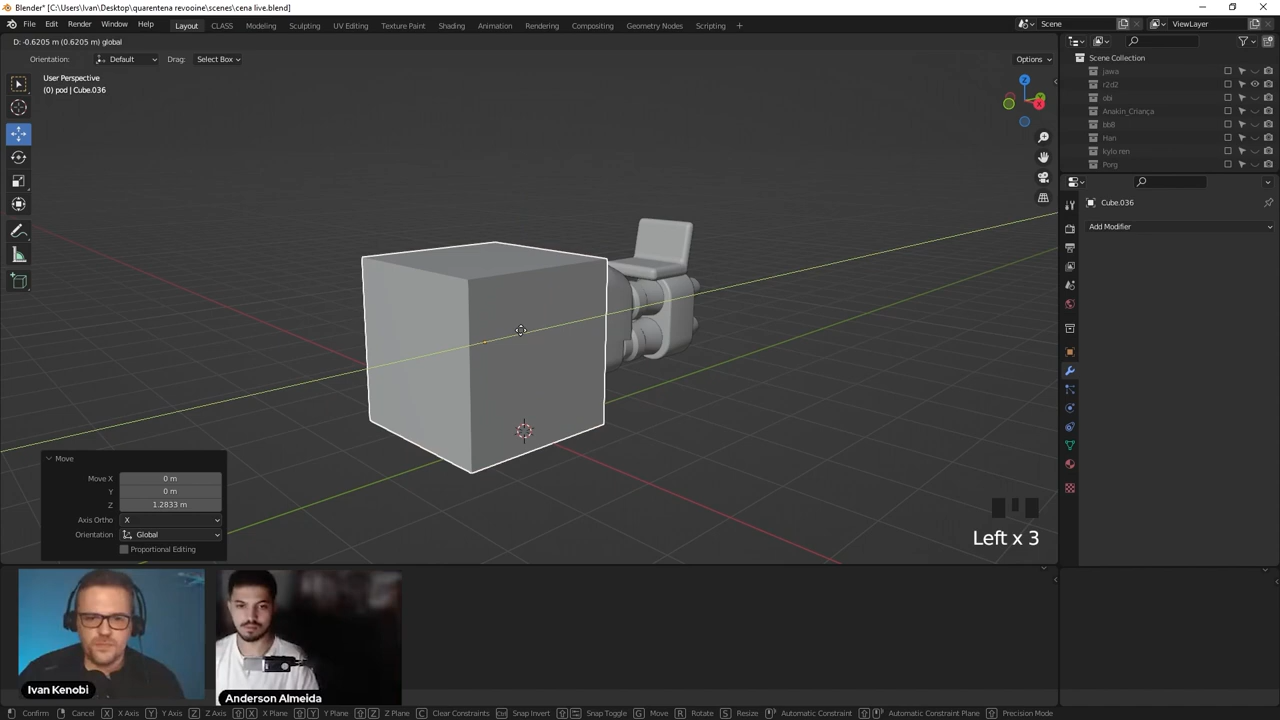 Blender* [C:\Users\Ivan\Desktop\quarentena revooine\scenes\cena live.blend]
File Edit Render Window Help Layout CLASS Modeling Sculpting UV Editing Texture Paint Shading Animation Rendering Compositing Geometry Nodes Scripting Scene ViewLayer
D: -0.6205 m (0.6205 m) global
Orientation: Default Drag: Select Box Options
User Perspective
(0) pod | Cube.036
Z
Y
X
Scene Collection
jawa
r2d2
obi
Anakin_Criança
bb8
Han
kylo ren
Porg
Cube.036
Add Modifier
Move
Move X 0 m
Y 0 m
Z 1.2833 m
Axis Ortho X
Orientation Global
Proportional Editing
Left x 3
Ivan Kenobi
Anderson Almeida
Confirm Cancel X X Axis Y Y Axis Z Z Axis X X Plane Y Y Plane Z Z Plane C Clear Constraints Snap Invert Snap Toggle G Move R Rotate S Resize Automatic Constraint Automatic Constraint Plane Precision Mode